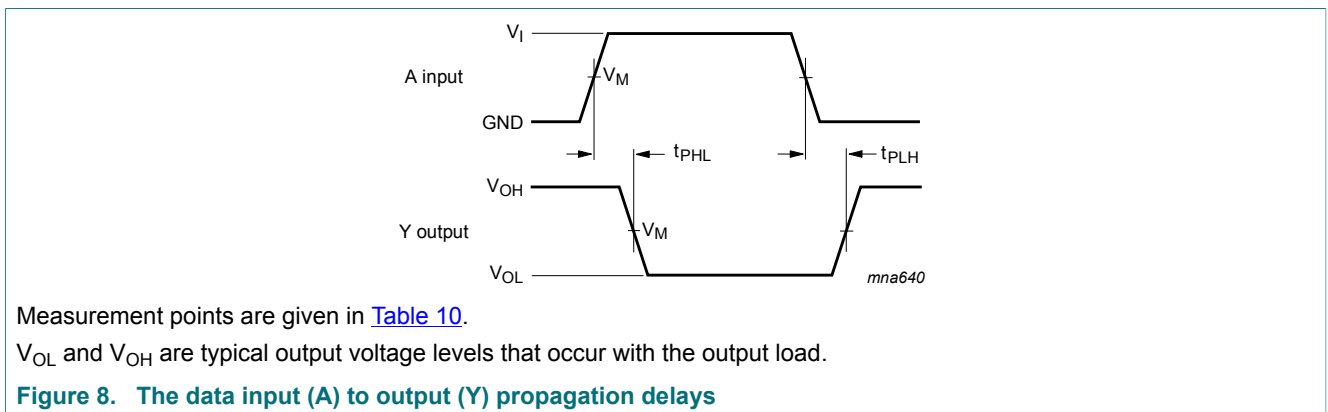 VI
A input
VM
GND
tPHL
tPLH
VOH
Y output
VM
VOL
mna640
Measurement points are given in Table 10.
VOL and VOH are typical output voltage levels that occur with the output load.
Figure 8. The data input (A) to output (Y) propagation delays